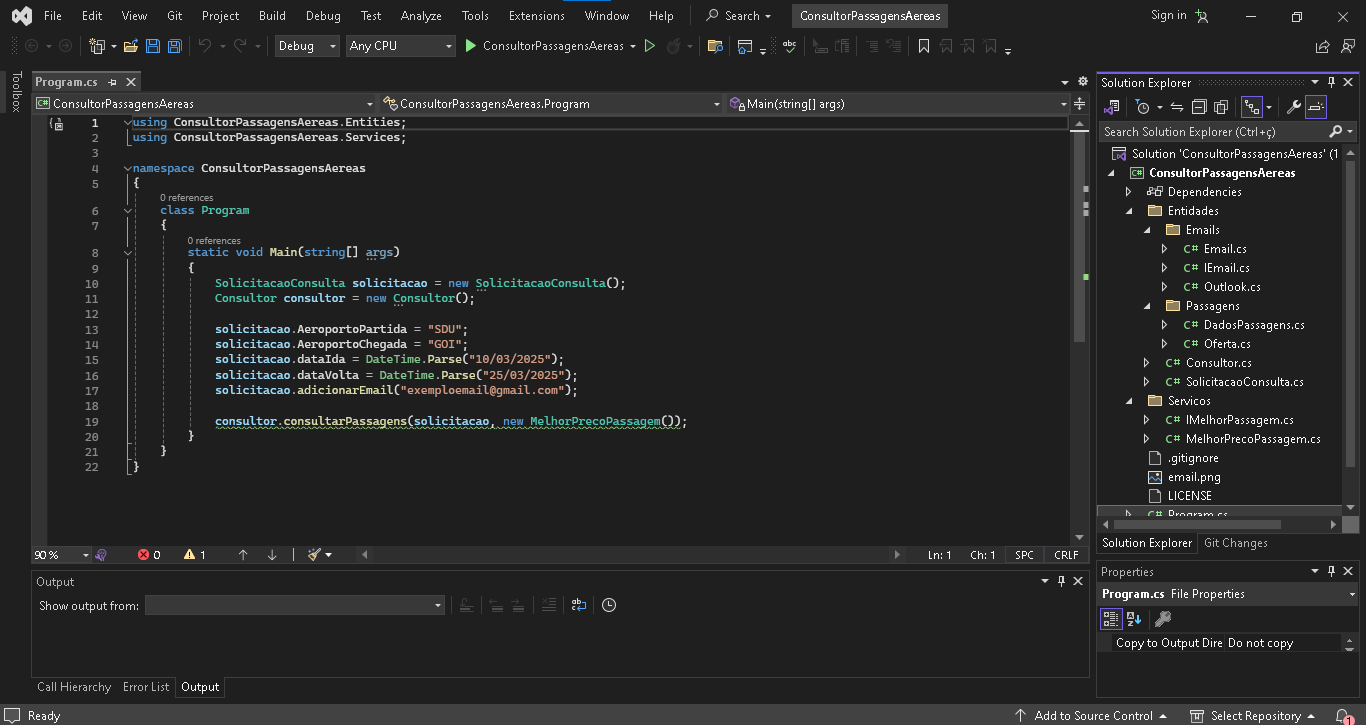 File Edit View Git Project Build Debug Test Analyze Tools Extensions Window Help Search ConsultorPassagensAereas Sign in
Debug Any CPU ConsultorPassagensAereas
Toolbox
Program.cs
ConsultorPassagensAereas ConsultorPassagensAereas.Program Main(string[] args)
1 using ConsultorPassagensAereas.Entities;
2 using ConsultorPassagensAereas.Services;
3
4 namespace ConsultorPassagensAereas
5 {
0 references
6 class Program
7 {
0 references
8 static void Main(string[] args)
9 {
10 SolicitacaoConsulta solicitacao = new SolicitacaoConsulta();
11 Consultor consultor = new Consultor();
12
13 solicitacao.AeroportoPartida = "SDU";
14 solicitacao.AeroportoChegada = "GOI";
15 solicitacao.dataIda = DateTime.Parse("10/03/2025");
16 solicitacao.dataVolta = DateTime.Parse("25/03/2025");
17 solicitacao.adicionarEmail("exemploemail@gmail.com");
18
19 consultor.consultarPassagens(solicitacao, new MelhorPrecoPassagem());
20 }
21 }
22 }
90 % 0 1 Ln: 1 Ch: 1 SPC CRLF
Output
Show output from:
Call Hierarchy Error List Output
Solution Explorer
Search Solution Explorer (Ctrl+ç)
Solution 'ConsultorPassagensAereas' (1
C# ConsultorPassagensAereas
Dependencies
Entidades
Emails
C# Email.cs
C# IEmail.cs
C# Outlook.cs
Passagens
C# DadosPassagens.cs
C# Oferta.cs
C# Consultor.cs
C# SolicitacaoConsulta.cs
Servicos
C# IMelhorPassagem.cs
C# MelhorPrecoPassagem.cs
.gitignore
email.png
LICENSE
C# Program.cs
Solution Explorer Git Changes
Properties
Program.cs File Properties
Copy to Output Dire Do not copy
Ready Add to Source Control Select Repository 1